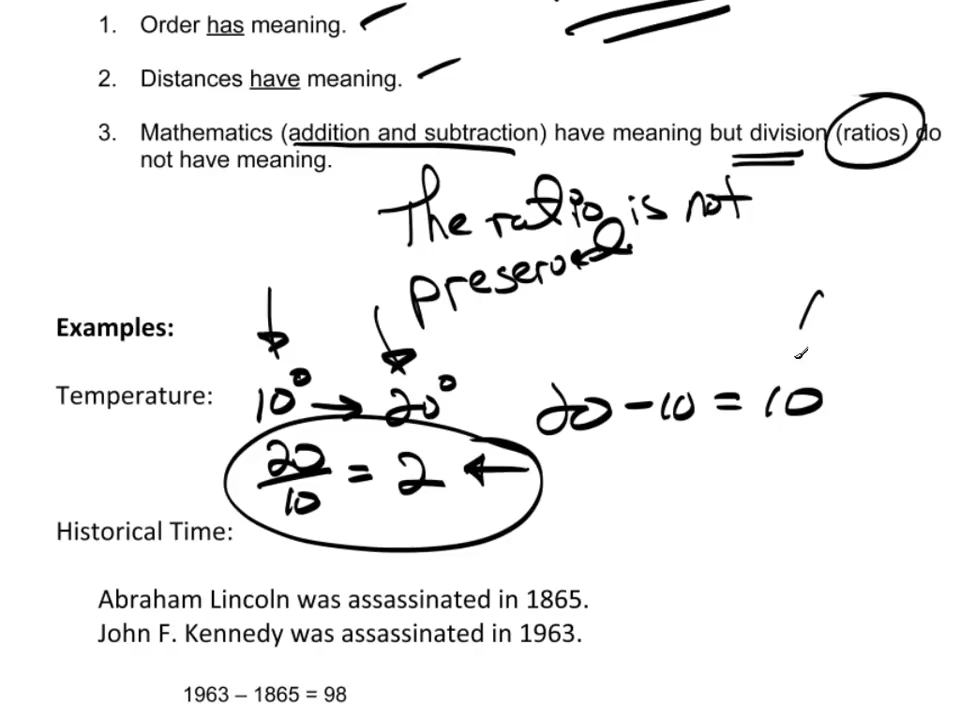 1. Order has meaning.
2. Distances have meaning.
3. Mathematics (addition and subtraction) have meaning but division (ratios) do
not have meaning.
The ratio is not
preserved.
Examples:
Temperature: 10° → 20° 20 - 10 = 10
20/10 = 2 ←
Historical Time:
Abraham Lincoln was assassinated in 1865.
John F. Kennedy was assassinated in 1963.
1963 – 1865 = 98